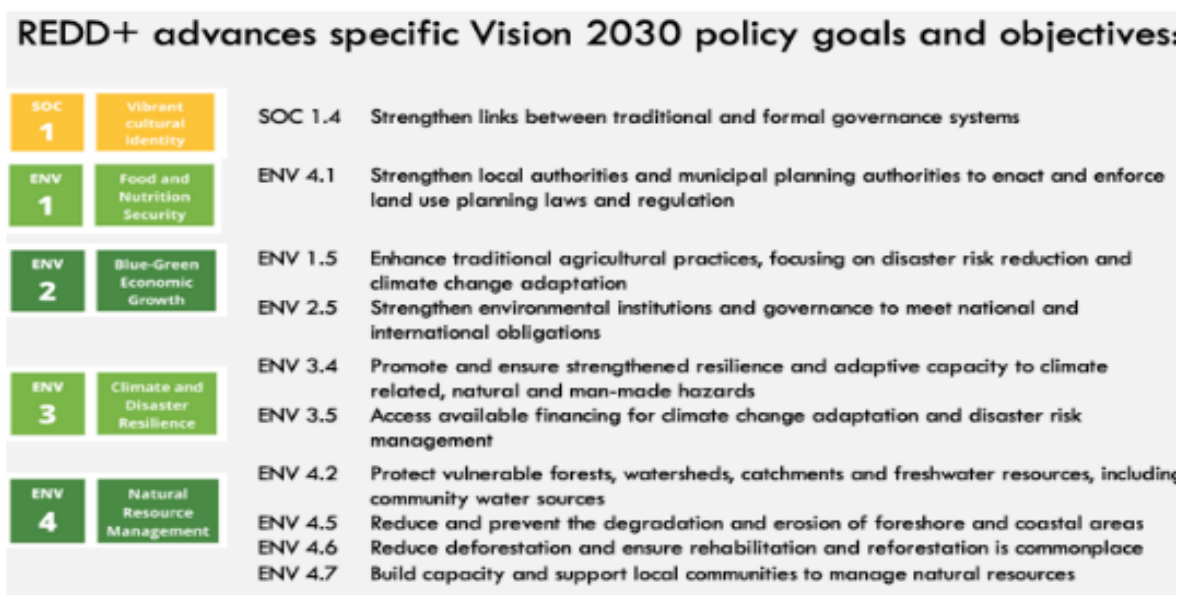 REDD+ advances specific Vision 2030 policy goals and objectives:
SOC
1
Vibrant
cultural
identity
SOC 1.4 Strengthen links between traditional and formal governance systems
ENV
1
Food and
Nutrition
Security
ENV 4.1 Strengthen local authorities and municipal planning authorities to enact and enforce
land use planning laws and regulation
ENV
2
Blue-Green
Economic
Growth
ENV 1.5 Enhance traditional agricultural practices, focusing on disaster risk reduction and
climate change adaptation
ENV 2.5 Strengthen environmental institutions and governance to meet national and
international obligations
ENV
3
Climate and
Disaster
Resilience
ENV 3.4 Promote and ensure strengthened resilience and adaptive capacity to climate
related, natural and man-made hazards
ENV 3.5 Access available financing for climate change adaptation and disaster risk
management
ENV
4
Natural
Resource
Management
ENV 4.2 Protect vulnerable forests, watersheds, catchments and freshwater resources, including
community water sources
ENV 4.5 Reduce and prevent the degradation and erosion of foreshore and coastal areas
ENV 4.6 Reduce deforestation and ensure rehabilitation and reforestation is commonplace
ENV 4.7 Build capacity and support local communities to manage natural resources